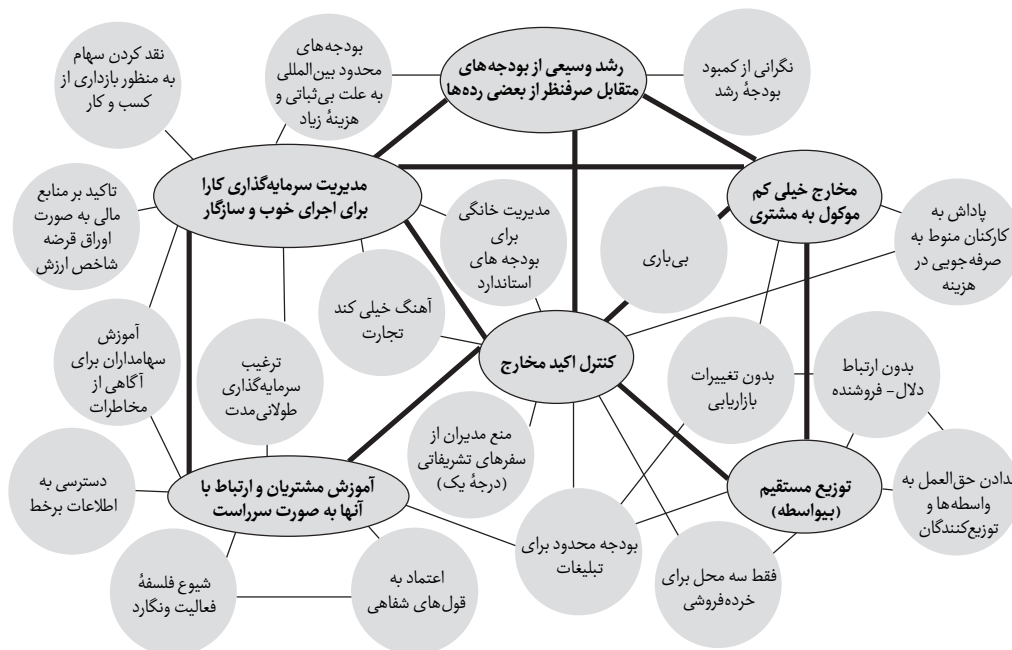 نقد کردن سهام
به منظور بازداری از
کسب و کار
بودجه‌های
محدود بین‌المللی
به علت بی‌ثباتی و
هزینهٔ زیاد
رشد وسیعی از بودجه‌های
متقابل صرفنظر از بعضی رده‌ها
نگرانی از کمبود
بودجهٔ رشد
مدیریت سرمایه‌گذاری کارا
برای اجرای خوب و سازگار
مخارج خیلی کم
موکول به مشتری
تاکید بر منابع
مالی به صورت
اوراق قرضه
شاخص ارزش
مدیریت خانگی
برای
بودجه های
استاندارد
بی‌باری
پاداش به
کارکنان منوط به
صرفه‌جویی در
هزینه
آهنگ خیلی کند
تجارت
کنترل اکید مخارج
آموزش
سهامداران برای
آگاهی از
مخاطرات
ترغیب
سرمایه‌گذاری
طولانی‌مدت
بدون تغییرات
بازاریابی
بدون ارتباط
دلال- فروشنده
منع مدیران از
سفرهای تشریفاتی
(درجهٔ یک)
دسترسی به
اطلاعات برخط
آموزش مشتریان و ارتباط با
آنها به صورت سرراست
توزیع مستقیم
(بیواسطه)
دادن حق‌العمل به
واسطه‌ها و
توزیع‌کنندگان
بودجه محدود برای
تبلیغات
فقط سه محل برای
خرده‌فروشی
شیوع فلسفهٔ
فعالیت ونگارد
اعتماد به
قول‌های شفاهی